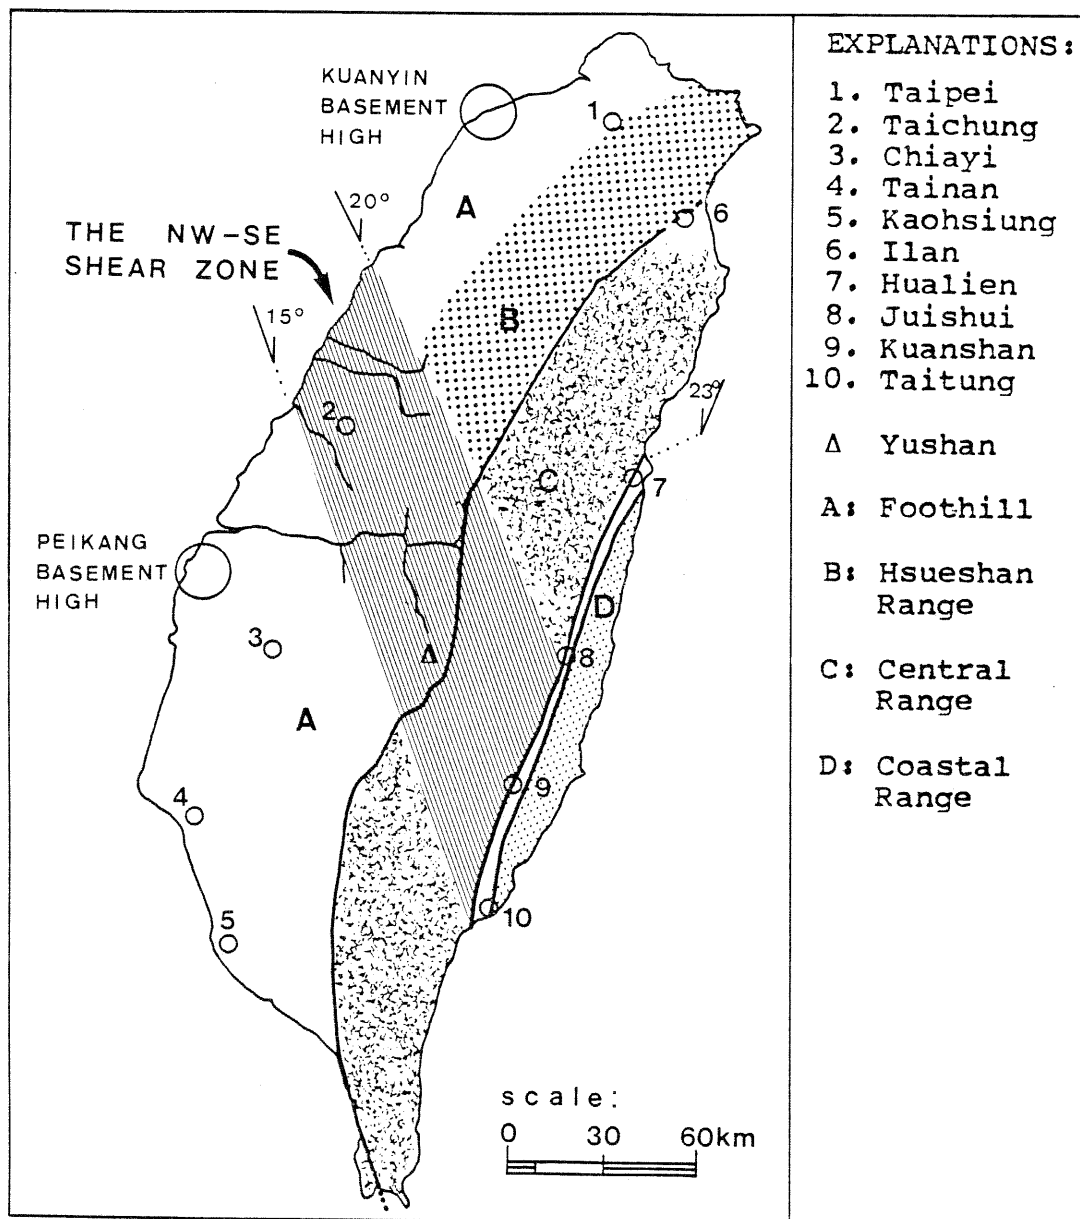 KUANYIN
BASEMENT
HIGH
THE NW-SE
SHEAR ZONE
20°
15°
23°
PEIKANG
BASEMENT
HIGH
A
B
C
D
A
1
2
3
4
5
6
7
8
9
10
Δ
scale:
0 30 60km
EXPLANATIONS:
1. Taipei
2. Taichung
3. Chiayi
4. Tainan
5. Kaohsiung
6. Ilan
7. Hualien
8. Juishui
9. Kuanshan
10. Taitung
Δ Yushan
A: Foothill
B: Hsueshan
Range
C: Central
Range
D: Coastal
Range